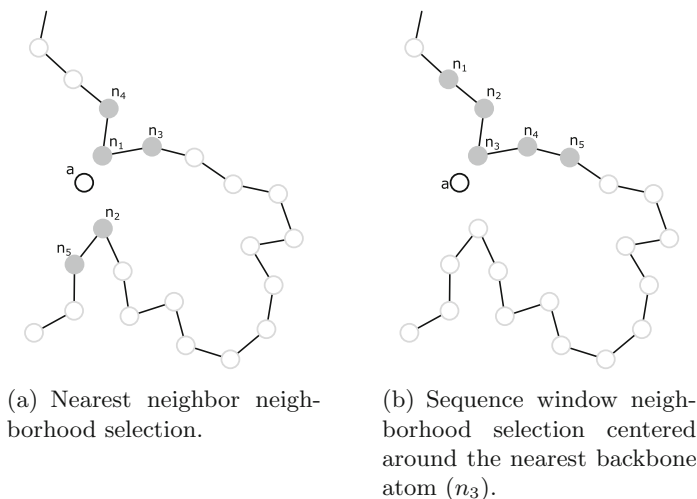 n4
n1
n3
a
n2
n5
(a) Nearest neighbor neigh-
borhood selection.
n1
n2
n3
n4
n5
a
(b) Sequence window neigh-
borhood selection centered
around the nearest backbone
atom (n3).